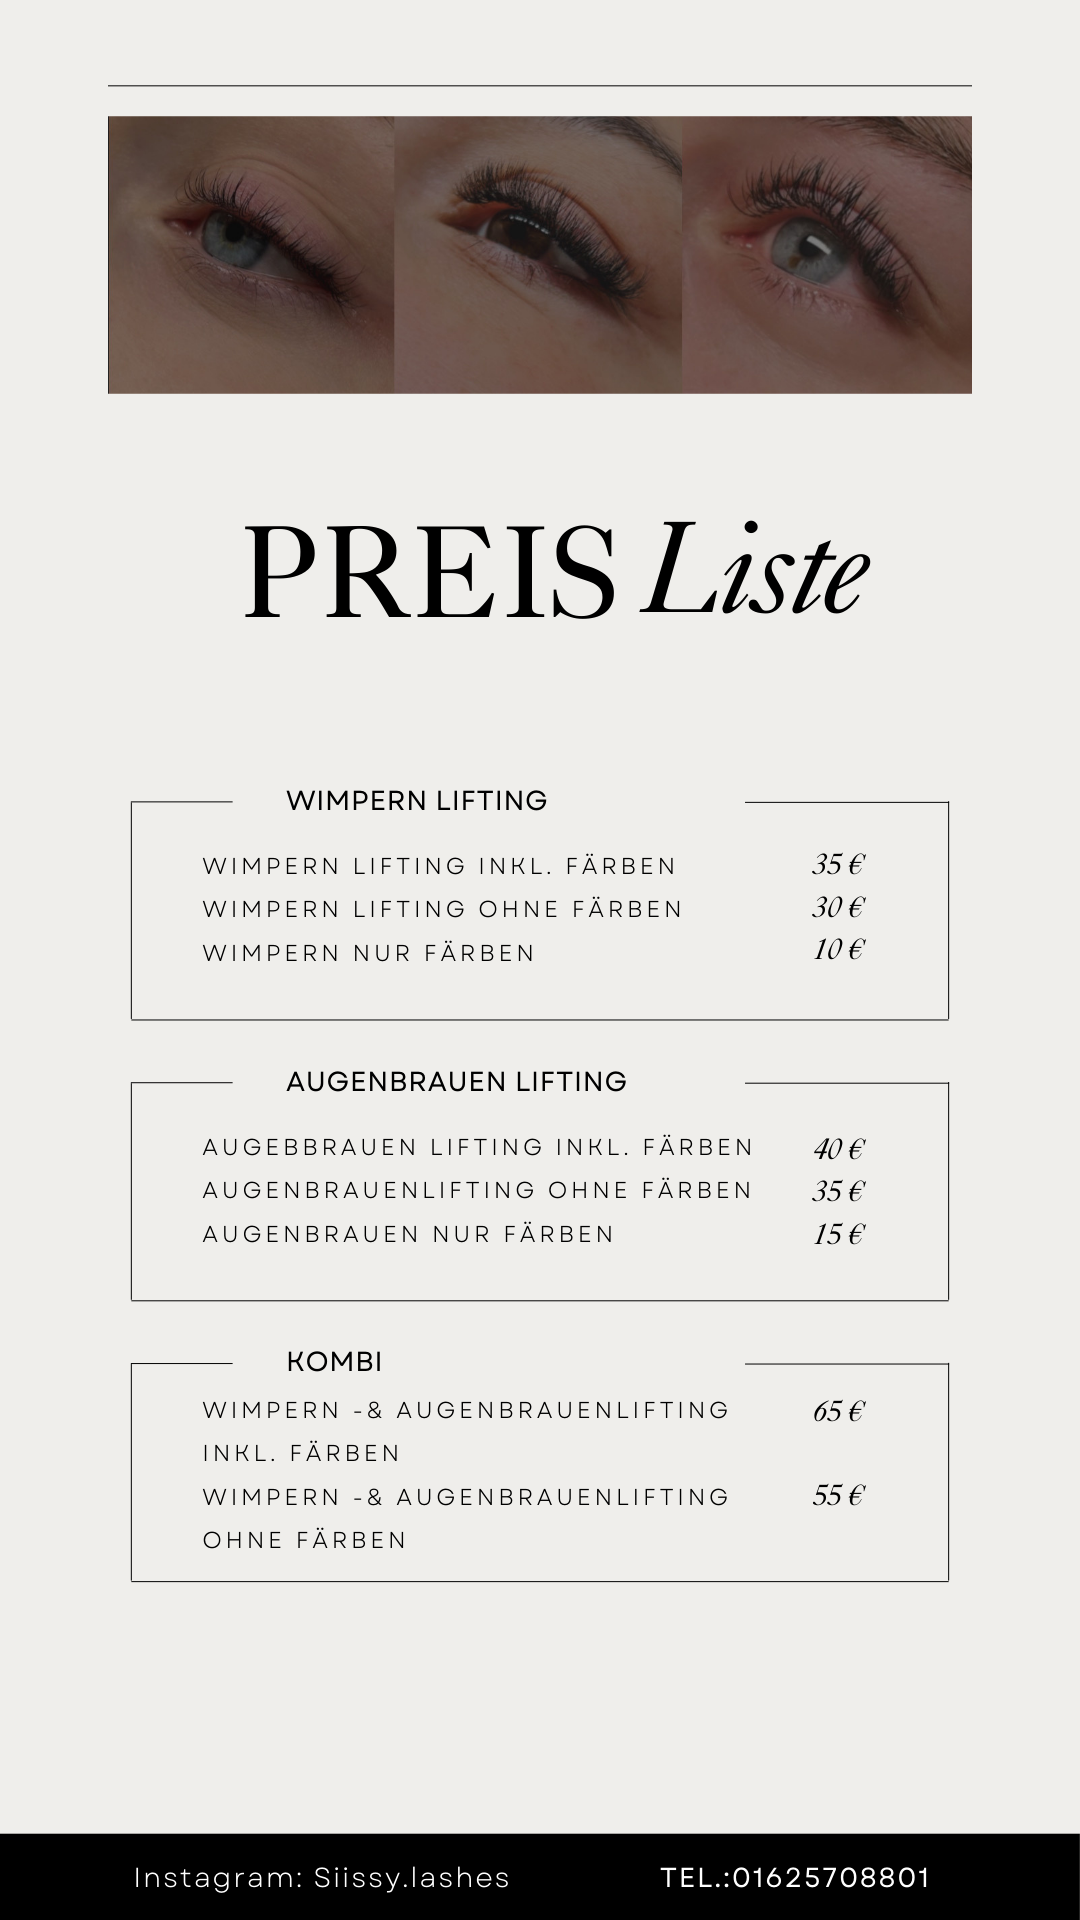 PREIS Liste
WIMPERN LIFTING
WIMPERN LIFTING INKL. FÄRBEN 35 €
WIMPERN LIFTING OHNE FÄRBEN 30 €
WIMPERN NUR FÄRBEN 10 €
AUGENBRAUEN LIFTING
AUGEBBRAUEN LIFTING INKL. FÄRBEN 40 €
AUGENBRAUENLIFTING OHNE FÄRBEN 35 €
AUGENBRAUEN NUR FÄRBEN 15 €
KOMBI
WIMPERN -& AUGENBRAUENLIFTING 65 €
INKL. FÄRBEN
WIMPERN -& AUGENBRAUENLIFTING 55 €
OHNE FÄRBEN
Instagram: Siissy.lashes TEL.:01625708801